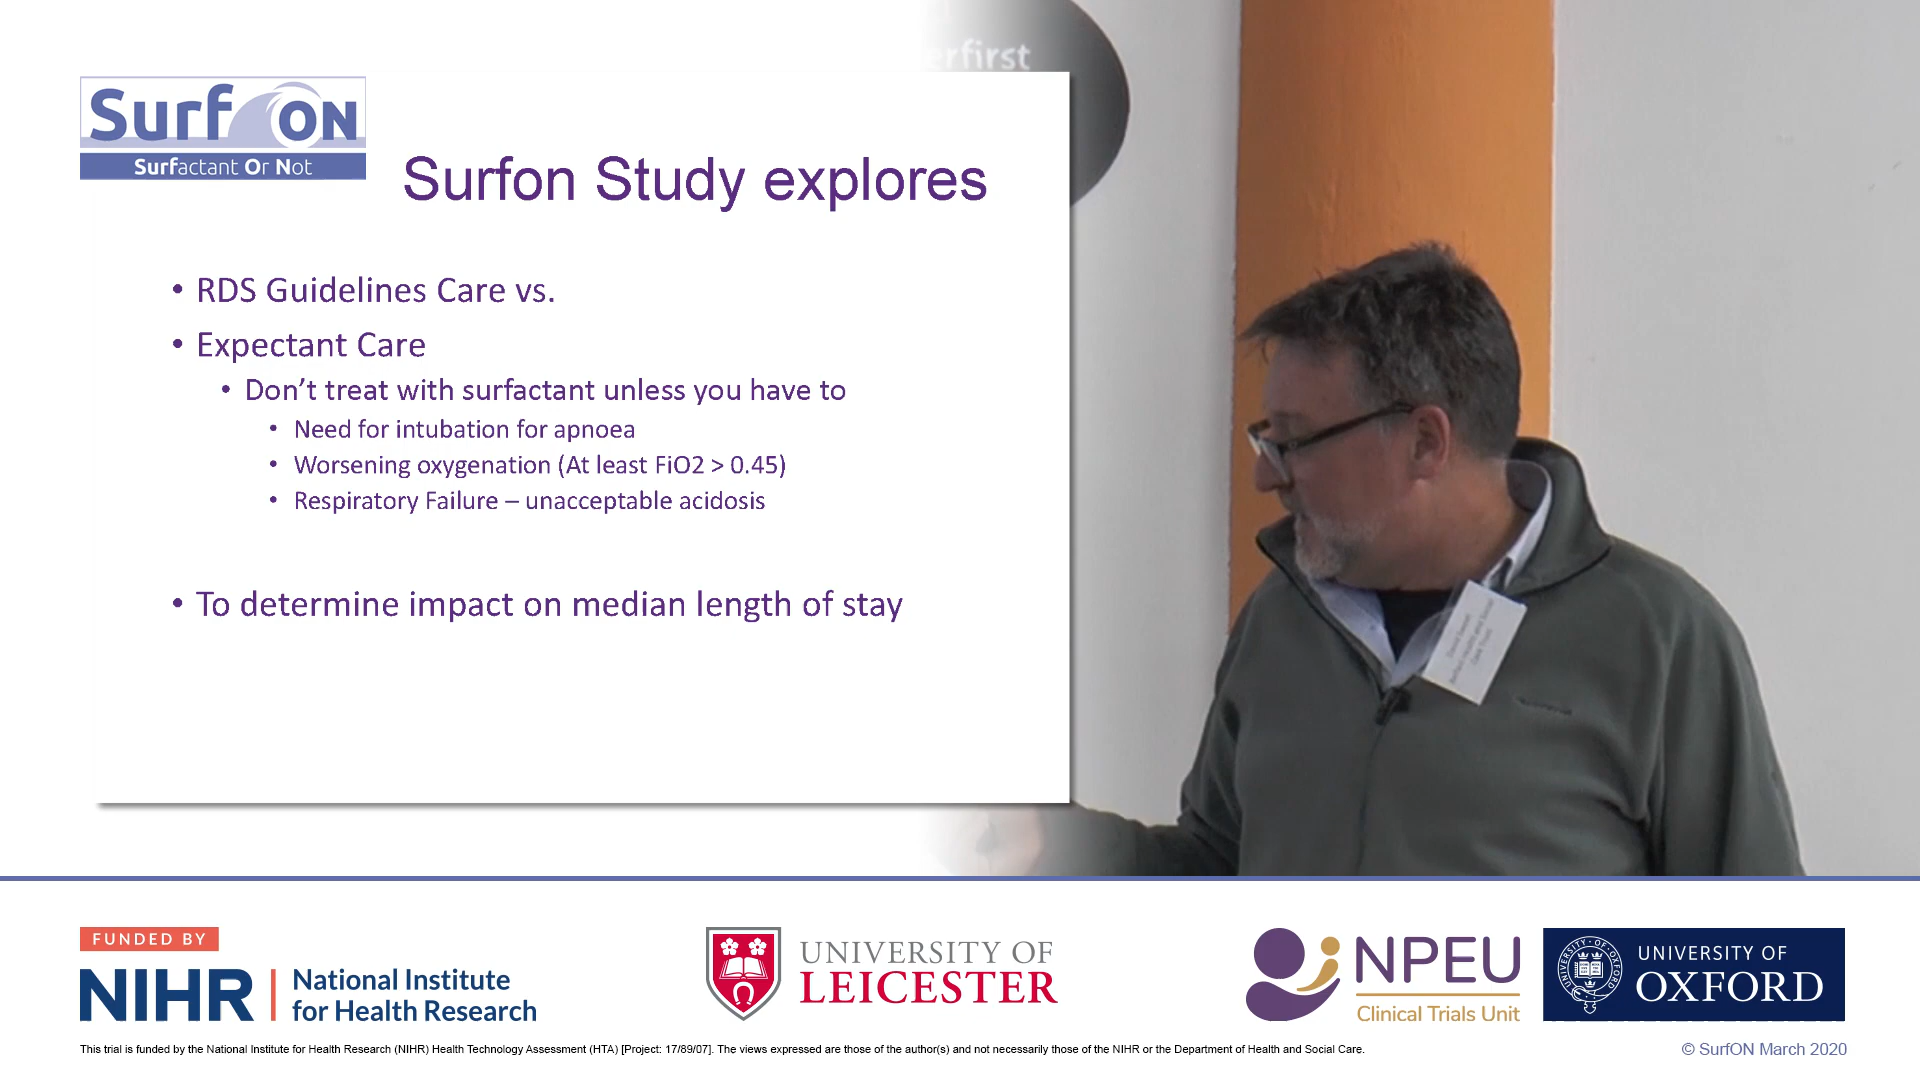 erfirst
Surf ON
Surfactant Or Not
Surfon Study explores
• RDS Guidelines Care vs.
• Expectant Care
• Don’t treat with surfactant unless you have to
• Need for intubation for apnoea
• Worsening oxygenation (At least FiO2 > 0.45)
• Respiratory Failure – unacceptable acidosis
• To determine impact on median length of stay
FUNDED BY
NIHR | National Institute
for Health Research
UNIVERSITY OF
LEICESTER
NPEU
Clinical Trials Unit
UNIVERSITY OF
OXFORD
This trial is funded by the National Institute for Health Research (NIHR) Health Technology Assessment (HTA) [Project: 17/89/07]. The views expressed are those of the author(s) and not necessarily those of the NIHR or the Department of Health and Social Care.
© SurfON March 2020